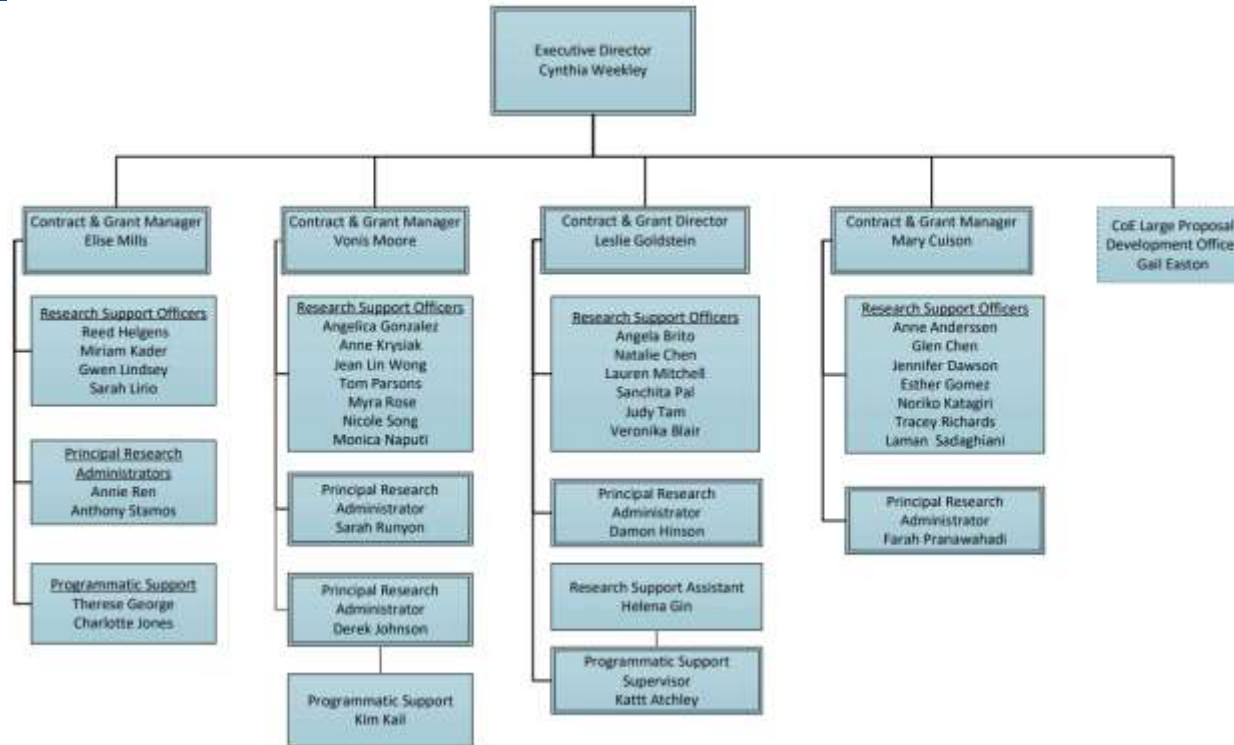 Executive Director
Cynthia Weekley
Contract & Grant Manager
Elise Mills
Research Support Officers
Reed Helgens
Miriam Kader
Gwen Lindsey
Sarah Lirio
Principal Research
Administrators
Annie Ren
Anthony Stamos
Programmatic Support
Therese George
Charlotte Jones
Contract & Grant Manager
Vonis Moore
Research Support Officers
Angelica Gonzalez
Anne Krysiak
Jean Lin Wong
Tom Parsons
Myra Rose
Nicole Song
Monica Naputi
Principal Research
Administrator
Sarah Runyon
Principal Research
Administrator
Derek Johnson
Programmatic Support
Kim Kail
Contract & Grant Director
Leslie Goldstein
Research Support Officers
Angela Brito
Natalie Chen
Lauren Mitchell
Sanchita Pal
Judy Tam
Veronika Blair
Principal Research
Administrator
Damon Hinson
Research Support Assistant
Helena Gin
Programmatic Support
Supervisor
Kattt Atchley
Contract & Grant Manager
Mary Culson
Research Support Officers
Anne Anderssen
Glen Chen
Jennifer Dawson
Esther Gomez
Noriko Katagiri
Tracey Richards
Laman Sadaghiani
Principal Research
Administrator
Farah Pranawahadi
CoE Large Proposal
Development Office
Gail Easton